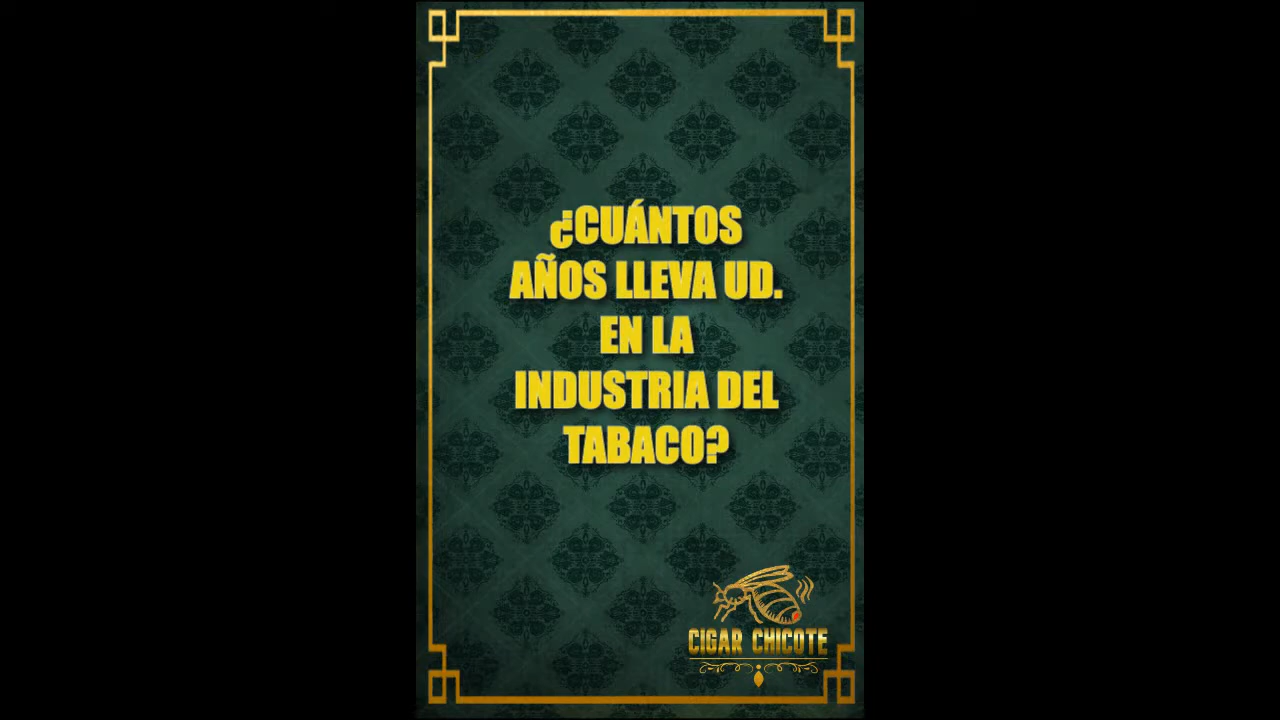 ¿CUÁNTOS
AÑOS LLEVA UD.
EN LA
INDUSTRIA DEL
TABACO?
CIGAR CHICOTE